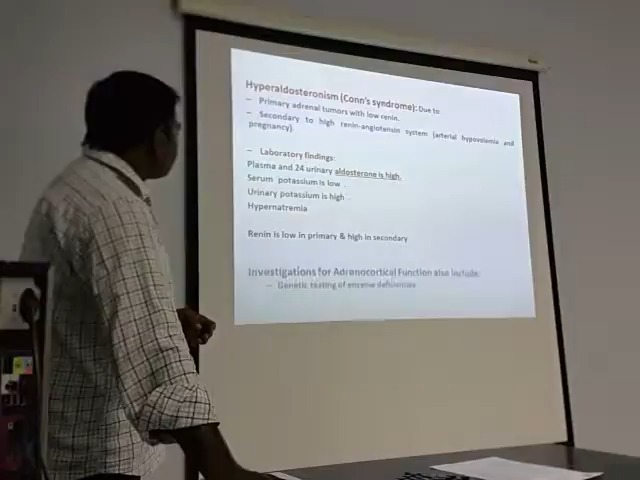 Hyperaldosteronism (Conn's syndrome): Due to
– Primary adrenal tumors with low renin.
– Secondary to high renin-angiotensin system (arterial hypovolemia and
pregnancy).
– Laboratory findings:
Plasma and 24 urinary aldosterone is high.
Serum potassium is low .
Urinary potassium is high .
Hypernatremia
Renin is low in primary & high in secondary
Investigations for Adrenocortical Function also include:
– Genetic testing of enzyme deficiencies